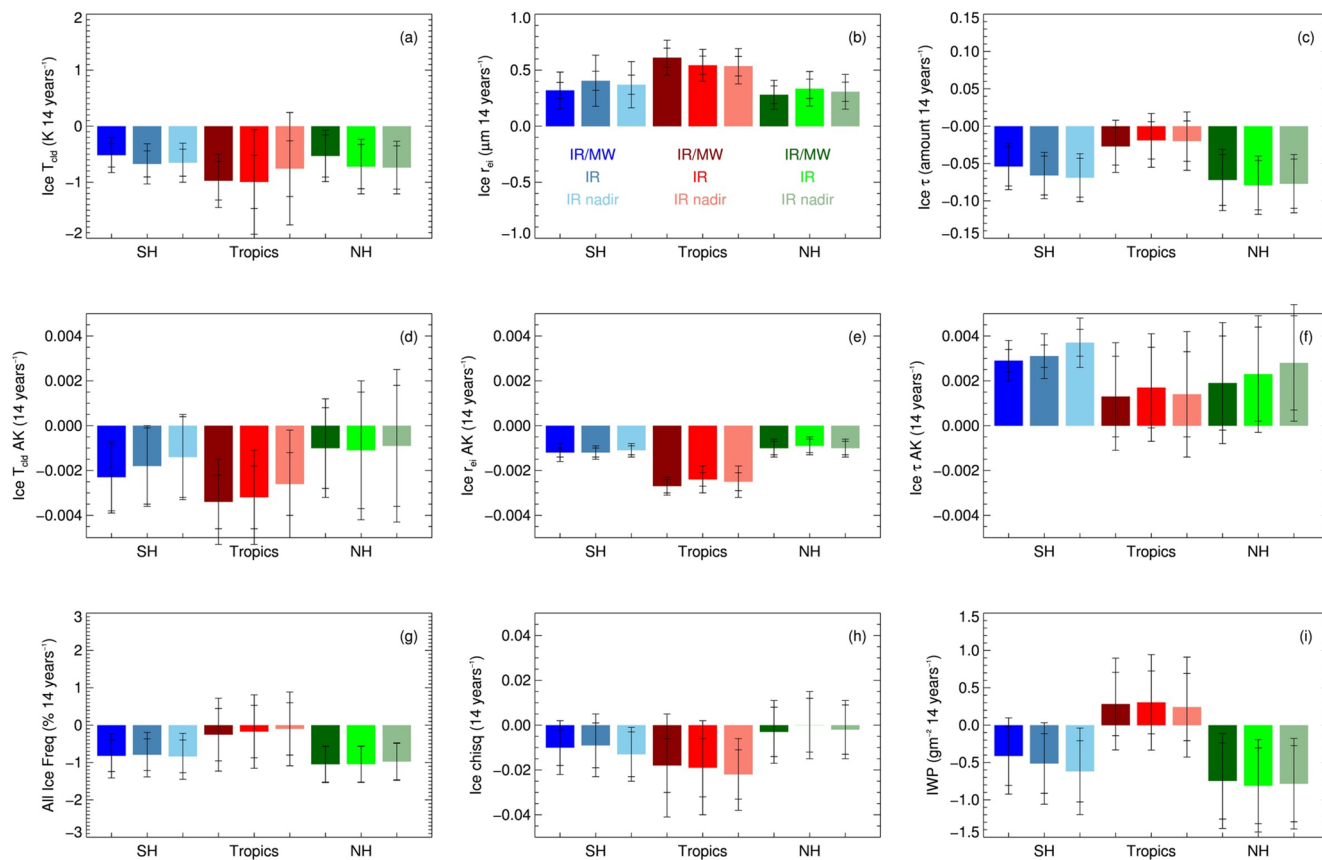 (a)
Ice T_cld (K 14 years⁻¹)
2
1
0
−1
−2
SH Tropics NH
(b)
Ice r_ei (µm 14 years⁻¹)
1.0
0.5
0.0
−0.5
−1.0
IR/MW IR/MW IR/MW
IR IR IR
IR nadir IR nadir IR nadir
SH Tropics NH
(c)
Ice τ (amount 14 years⁻¹)
0.15
0.10
0.05
−0.00
−0.05
−0.10
−0.15
SH Tropics NH
(d)
Ice T_cld AK (14 years⁻¹)
0.004
0.002
0.000
−0.002
−0.004
SH Tropics NH
(e)
Ice r_ei AK (14 years⁻¹)
0.004
0.002
0.000
−0.002
−0.004
SH Tropics NH
(f)
Ice τ AK (14 years⁻¹)
0.004
0.002
0.000
−0.002
−0.004
SH Tropics NH
(g)
All Ice Freq (% 14 years⁻¹)
3
2
1
0
−1
−2
−3
SH Tropics NH
(h)
Ice chisq (14 years⁻¹)
0.04
0.02
0.00
−0.02
−0.04
SH Tropics NH
(i)
IWP (gm⁻² 14 years⁻¹)
1.5
1.0
0.5
0.0
−0.5
−1.0
−1.5
SH Tropics NH